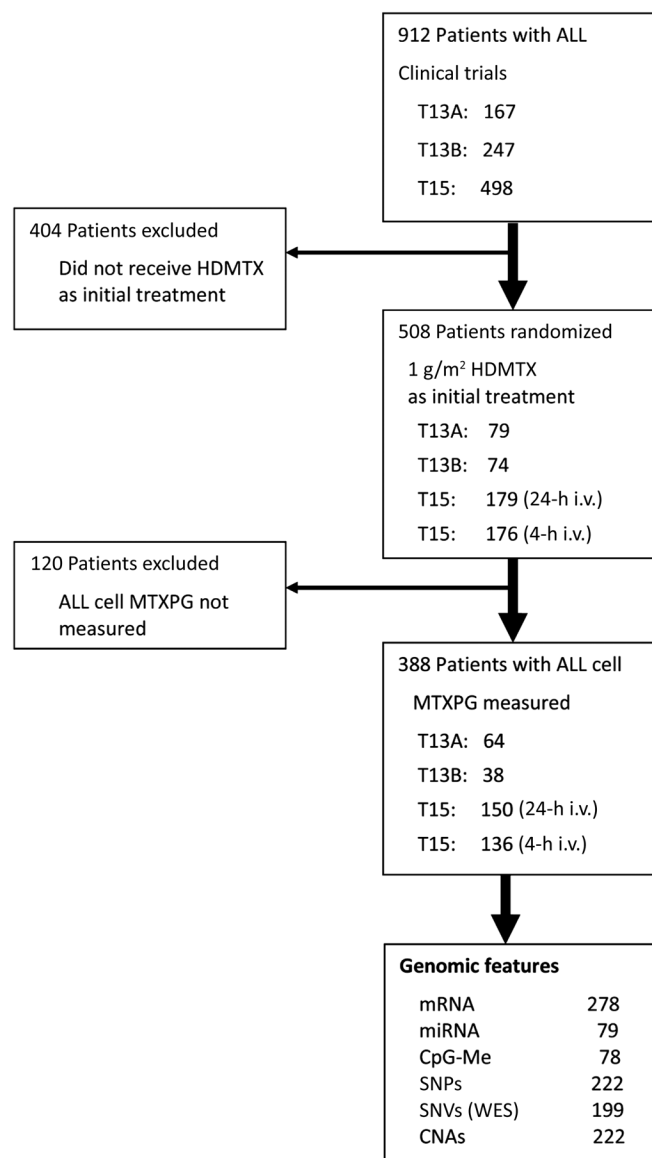 912 Patients with ALL
Clinical trials
T13A: 167
T13B: 247
T15: 498
404 Patients excluded
Did not receive HDMTX
as initial treatment
508 Patients randomized
1 g/m² HDMTX
as initial treatment
T13A: 79
T13B: 74
T15: 179 (24-h i.v.)
T15: 176 (4-h i.v.)
120 Patients excluded
ALL cell MTXPG not
measured
388 Patients with ALL cell
MTXPG measured
T13A: 64
T13B: 38
T15: 150 (24-h i.v.)
T15: 136 (4-h i.v.)
Genomic features
mRNA 278
miRNA 79
CpG-Me 78
SNPs 222
SNVs (WES) 199
CNAs 222